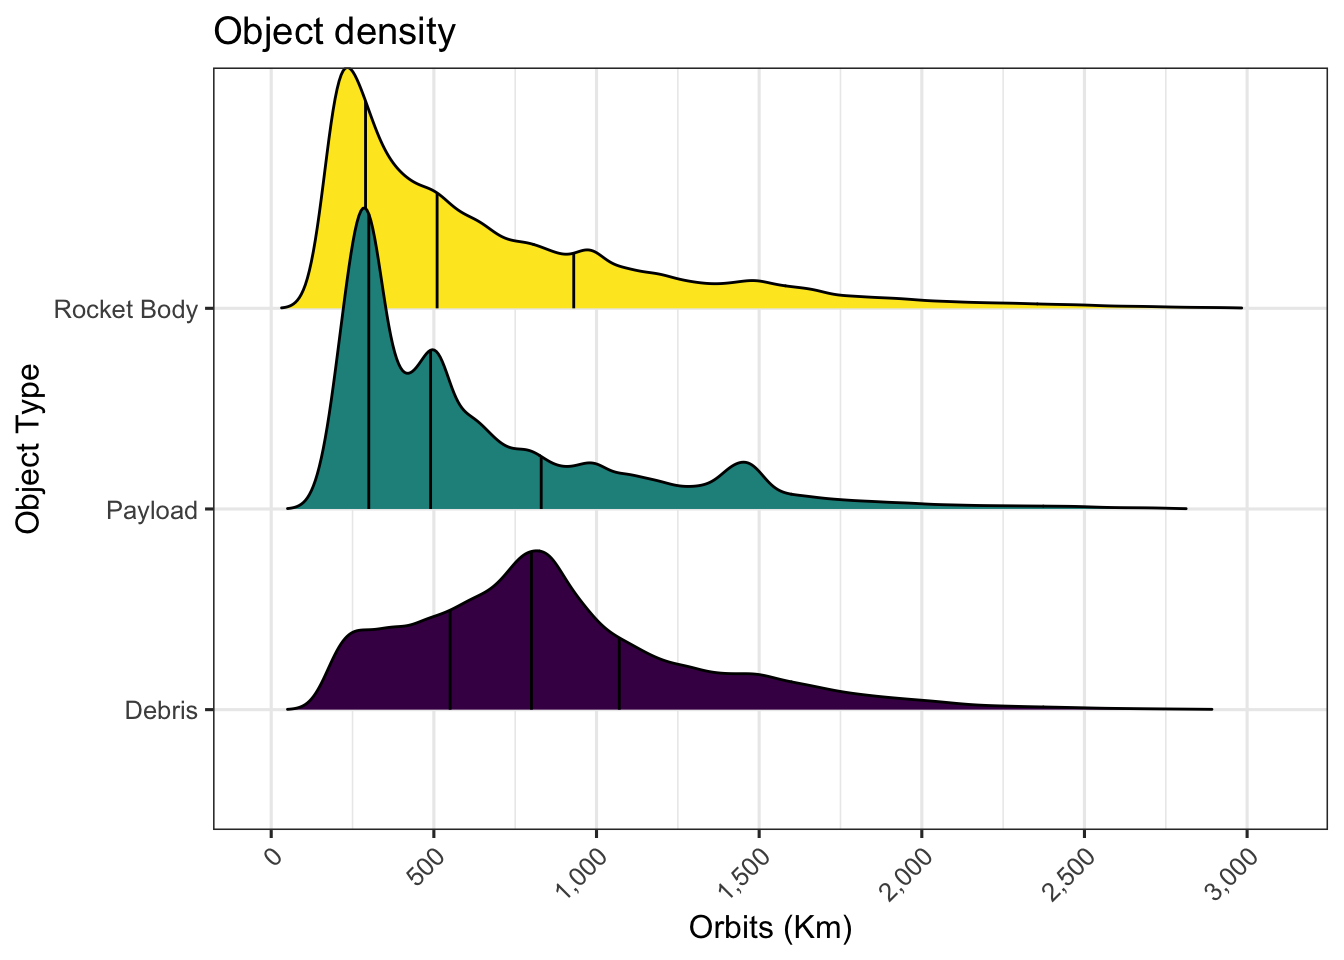 Object density
Object Type
Rocket Body
Payload
Debris
0
500
1,000
1,500
2,000
2,500
3,000
Orbits (Km)